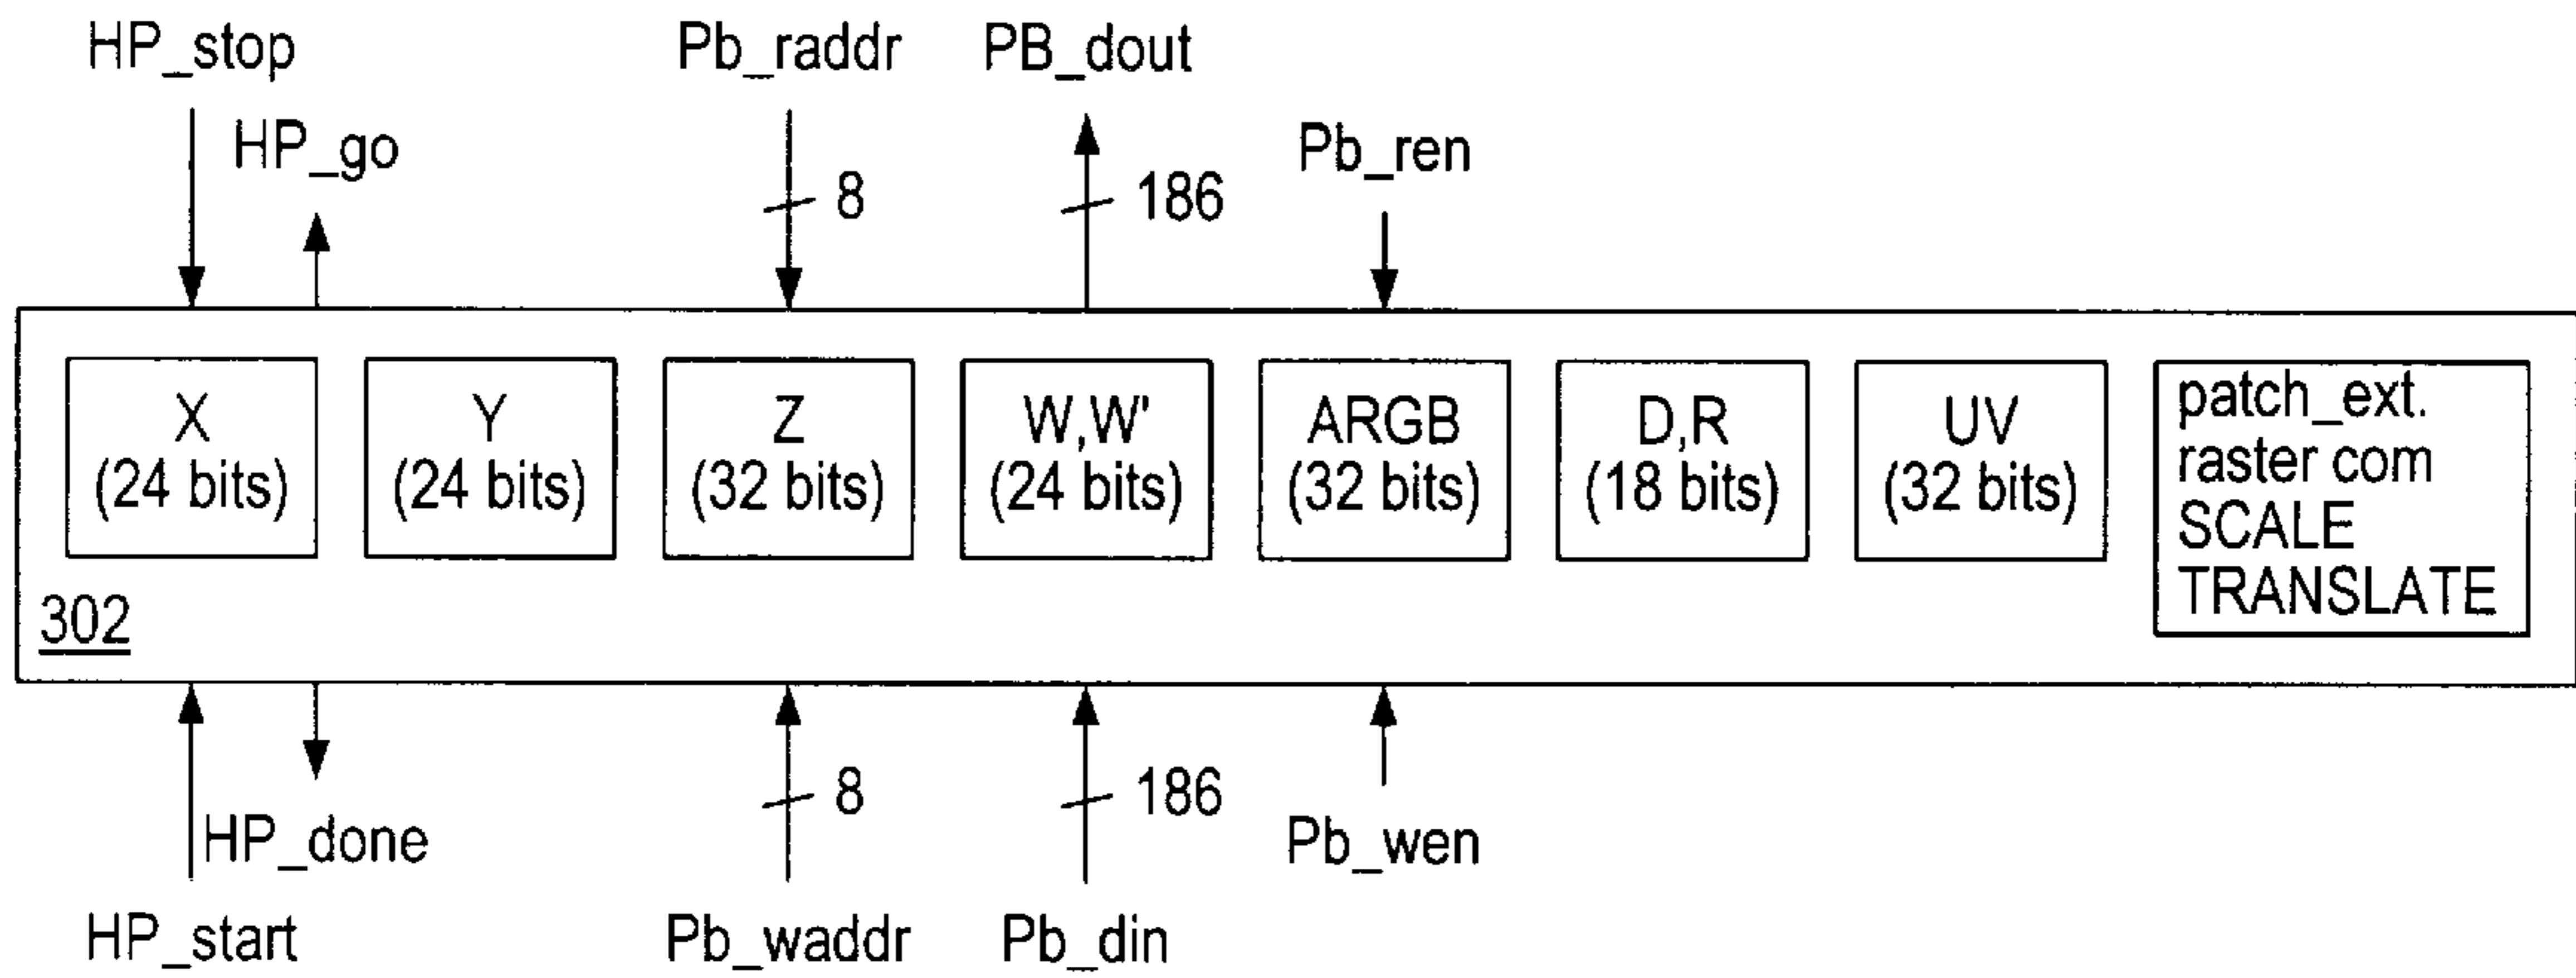 HP_stop
Pb_raddr
PB_dout
HP_go
Pb_ren
8
186
X
(24 bits)
Y
(24 bits)
Z
(32 bits)
W,W'
(24 bits)
ARGB
(32 bits)
D,R
(18 bits)
UV
(32 bits)
patch_ext.
raster com
SCALE
TRANSLATE
302
8
186
HP_done
Pb_wen
HP_start
Pb_waddr
Pb_din